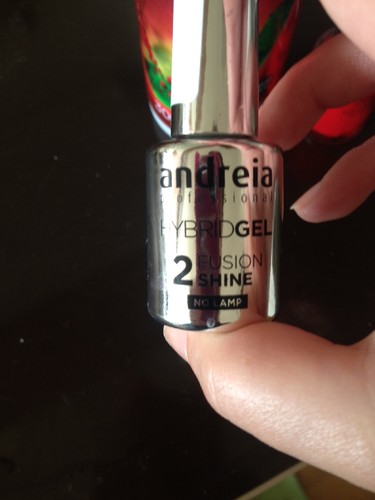 andreia
professional
HYBRIDGEL
2 FUSION
SHINE
NO LAMP